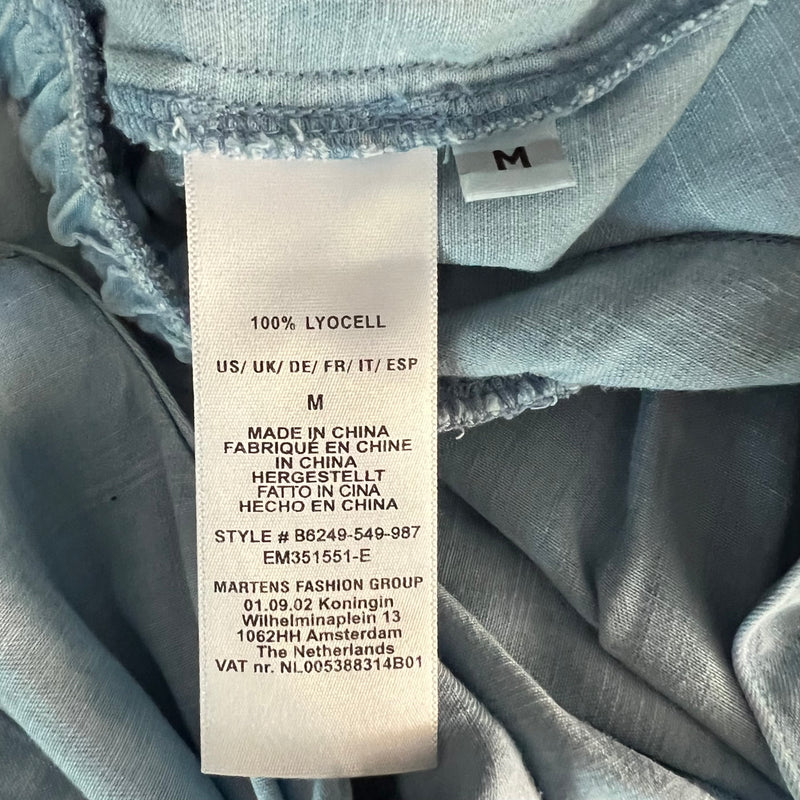 M
100% LYOCELL
US/ UK/ DE/ FR/ IT/ ESP
M
MADE IN CHINA
FABRIQUÉ EN CHINE
IN CHINA
HERGESTELLT
FATTO IN CINA
HECHO EN CHINA
STYLE # B6249-549-987
EM351551-E
MARTENS FASHION GROUP
01.09.02 Koningin
Wilhelminaplein 13
1062HH Amsterdam
The Netherlands
VAT nr. NL005388314B01